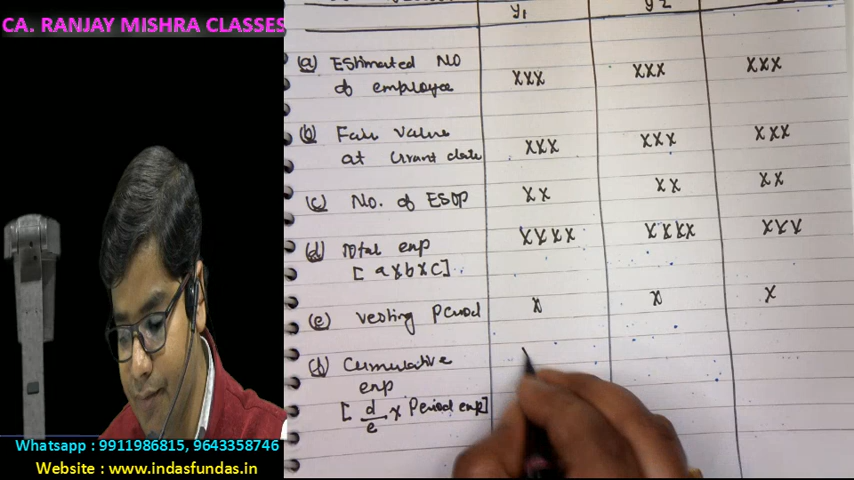 CA. RANJAY MISHRA CLASSES
Y1 Y2
(a) Estimated No XXX XXX XXX
of employee
(b) Fair value XXX XXX XXX
at Grant date
(c) No. of ESOP XX XX XX
(d) Total exp XXXX XXXX XXX
[ a x b x c ]
(e) Vesting Period X X X
(f) Cumulative
exp
[ d/e x Period exp]
Whatsapp : 9911986815, 9643358746
Website : www.indasfundas.in